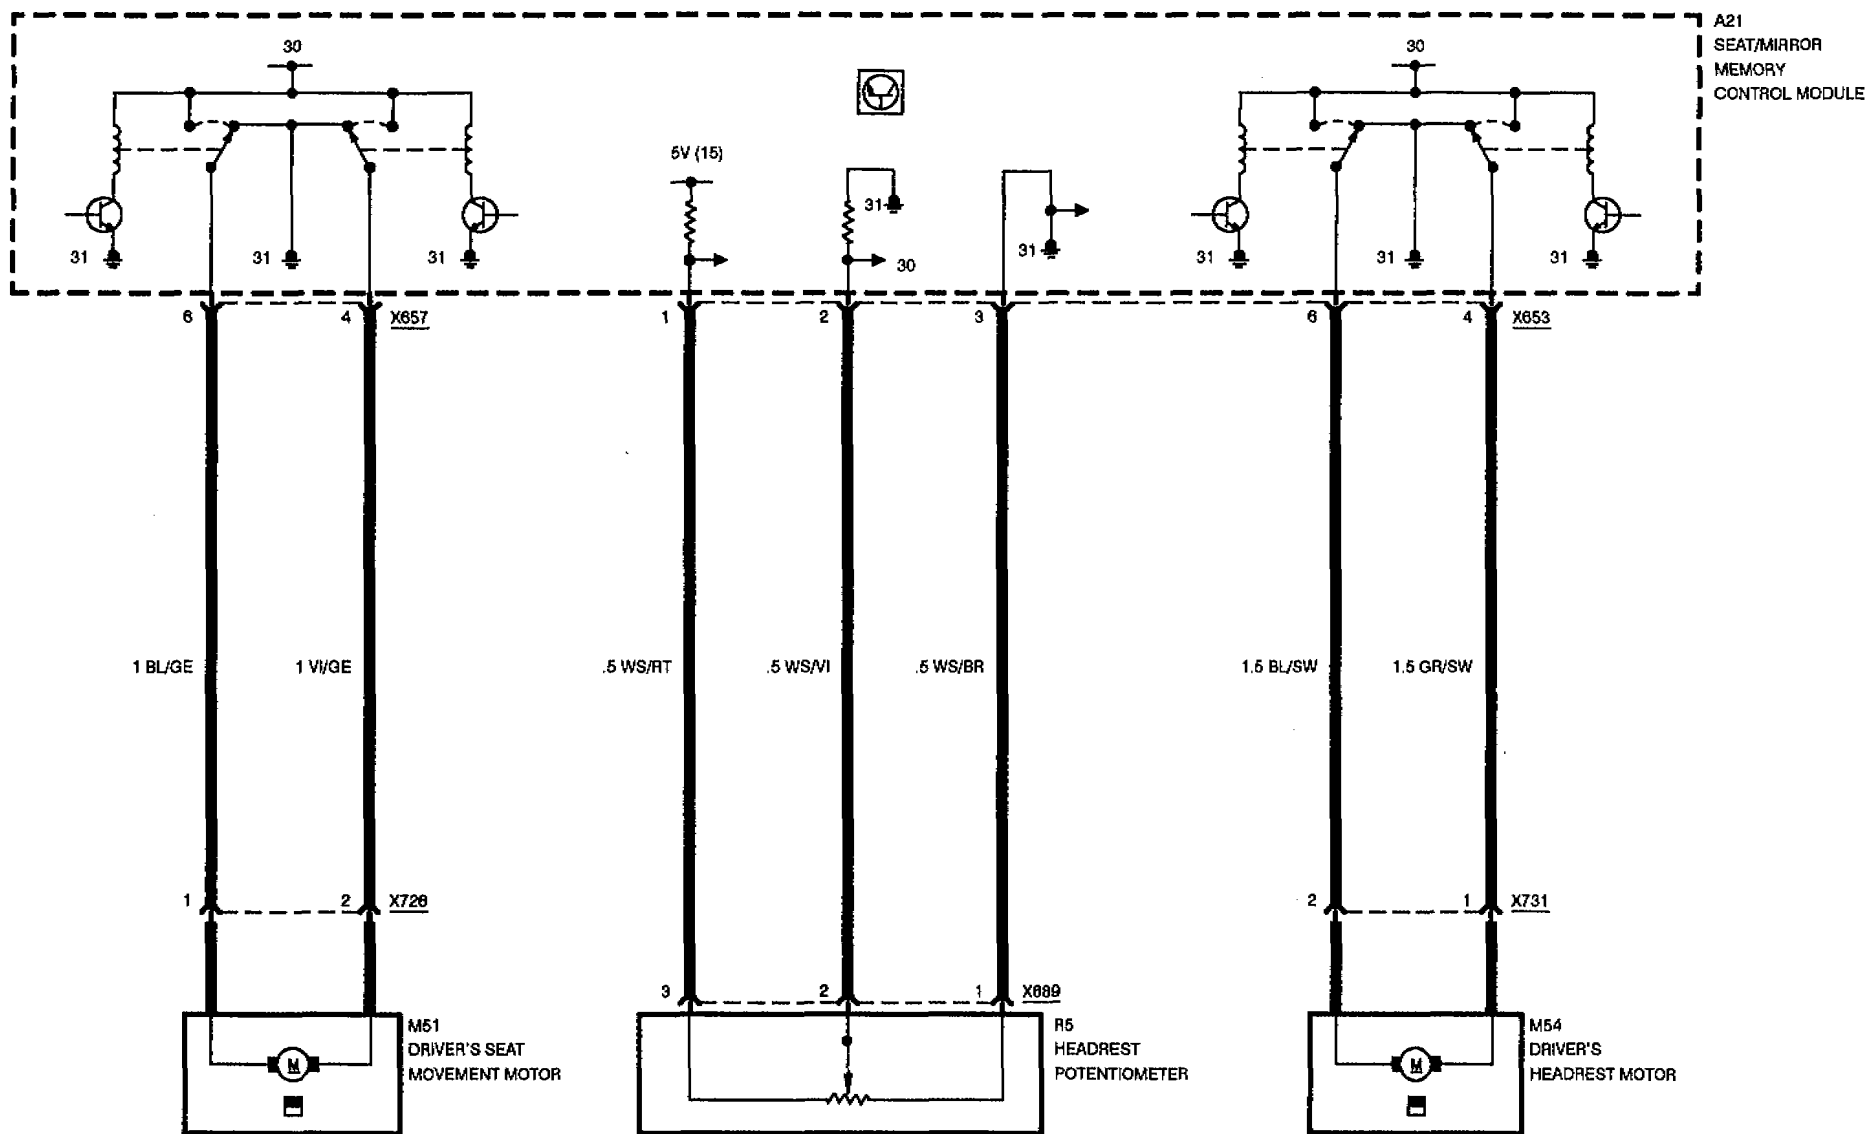 A21
SEAT/MIRROR
MEMORY
CONTROL MODULE
30
30
5V (15)
31
31
31
31
31
30
31
31
31
6
4
X657
1
2
3
6
4
X653
1 BL/GE
1 VI/GE
.5 WS/RT
.5 WS/VI
.5 WS/BR
1.5 BL/SW
1.5 GR/SW
1
2
X726
2
1
X731
3
2
1
X689
M51
DRIVER'S SEAT
MOVEMENT MOTOR
M
R5
HEADREST
POTENTIOMETER
M54
DRIVER'S
HEADREST MOTOR
M